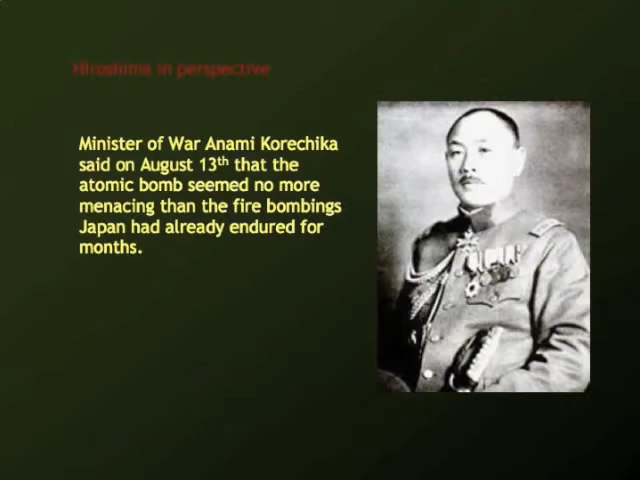 Hiroshima in perspective
Minister of War Anami Korechika
said on August 13th that the
atomic bomb seemed no more
menacing than the fire bombings
Japan had already endured for
months.